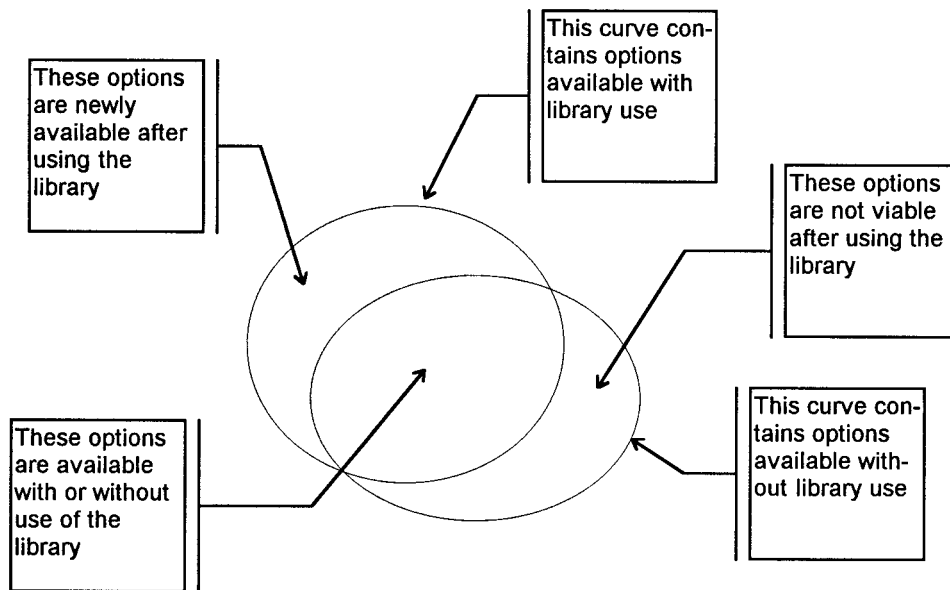 These options
are newly
available after
using the
library
This curve con-
tains options
available with
library use
These options
are not viable
after using the
library
These options
are available
with or without
use of the
library
This curve con-
tains options
available with-
out library use